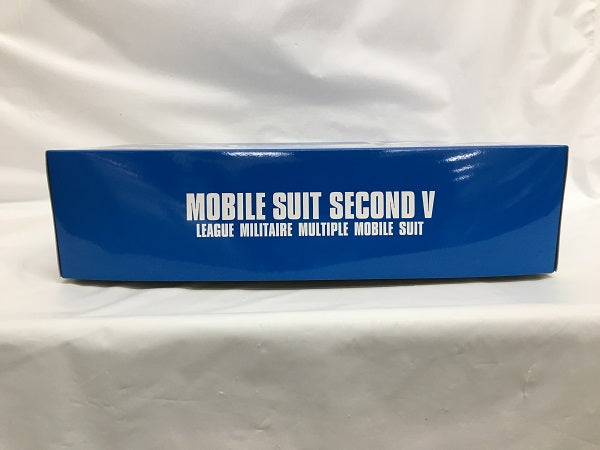 MOBILE SUIT SECOND V
LEAGUE MILITAIRE MULTIPLE MOBILE SUIT